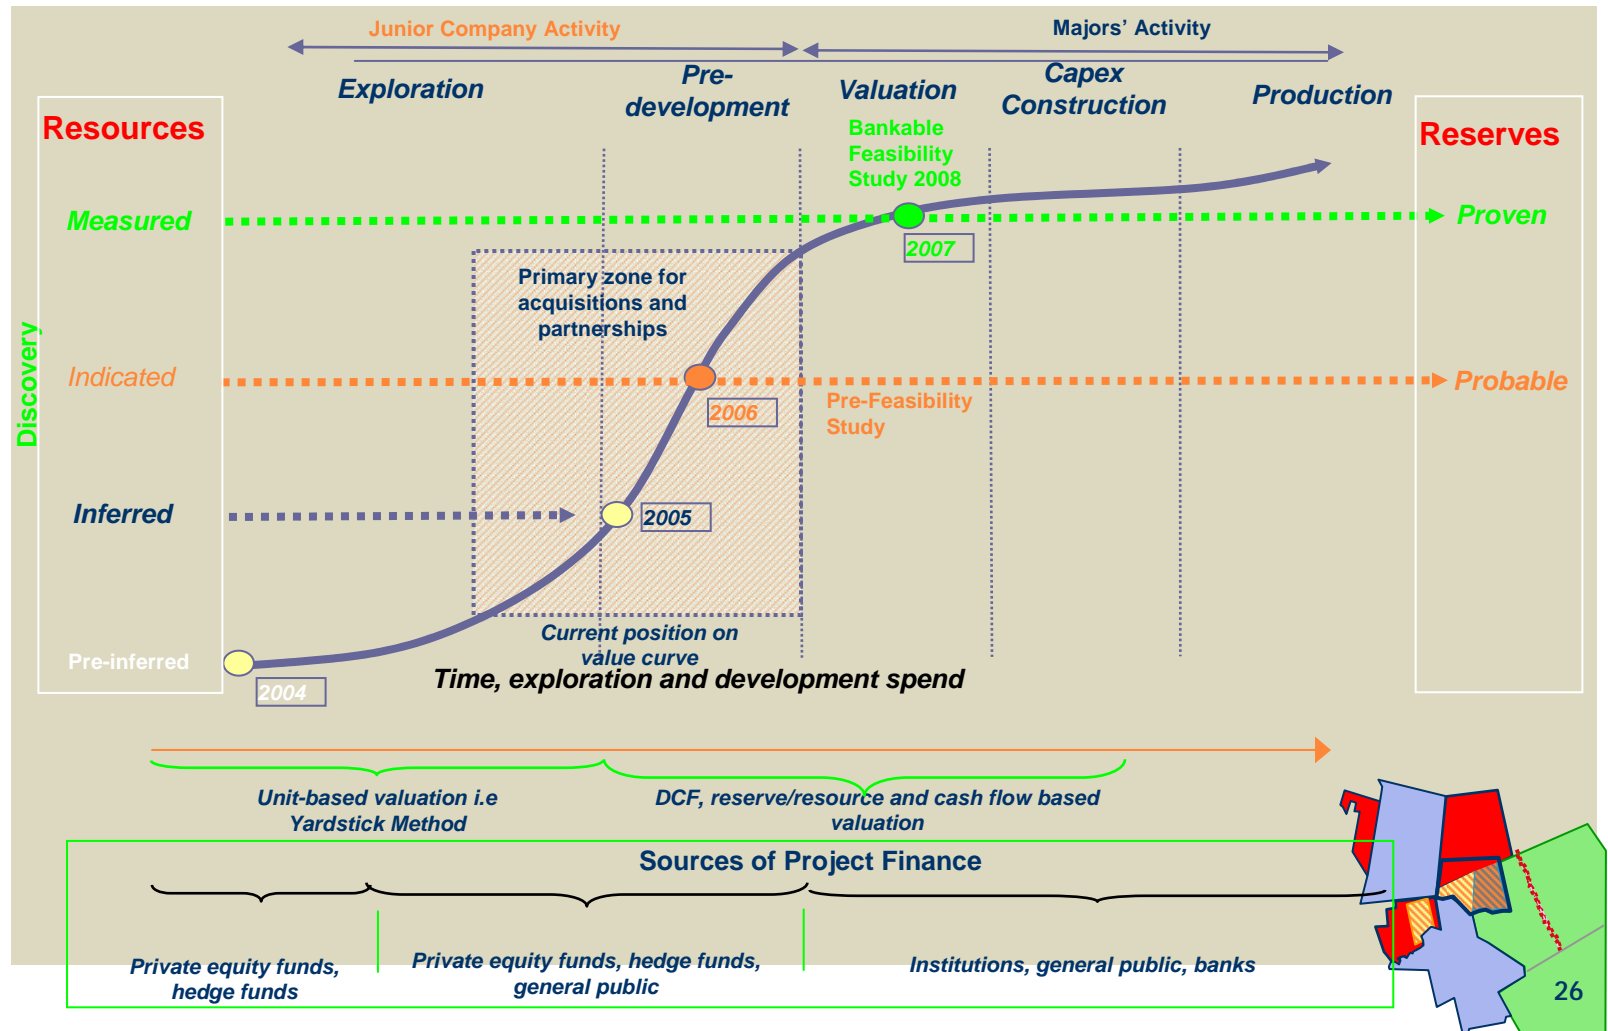 Junior Company Activity
Majors’ Activity
Exploration
Pre-
development
Valuation
Capex
Construction
Production
Resources
Reserves
Bankable
Feasibility
Study 2008
Measured
Proven
2007
Primary zone for
acquisitions and
partnerships
Discovery
Indicated
Probable
2006
Pre-Feasibility
Study
Inferred
2005
Current position on
value curve
Pre-inferred
Time, exploration and development spend
2004
Unit-based valuation i.e
Yardstick Method
DCF, reserve/resource and cash flow based
valuation
Sources of Project Finance
Private equity funds,
hedge funds
Private equity funds, hedge funds,
general public
Institutions, general public, banks
26